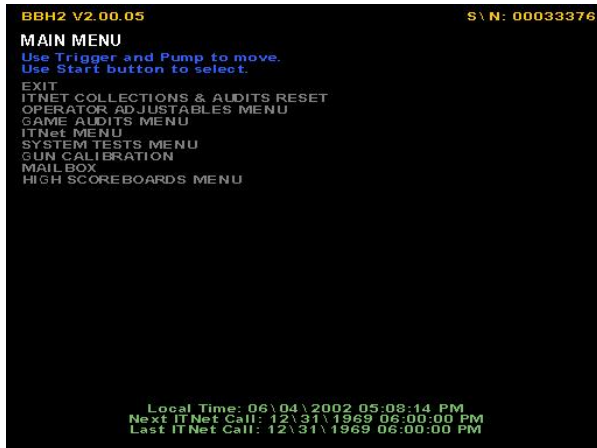 BBH2 V2.00.05 S\N: 00033376
MAIN MENU
Use Trigger and Pump to move.
Use Start button to select.
EXIT
ITNET COLLECTIONS & AUDITS RESET
OPERATOR ADJUSTABLES MENU
GAME AUDITS MENU
ITNet MENU
SYSTEM TESTS MENU
GUN CALIBRATION
MAILBOX
HIGH SCOREBOARDS MENU
Local Time: 06\04\2002 05:08:14 PM
Next ITNet Call: 12\31\1969 06:00:00 PM
Last ITNet Call: 12\31\1969 06:00:00 PM